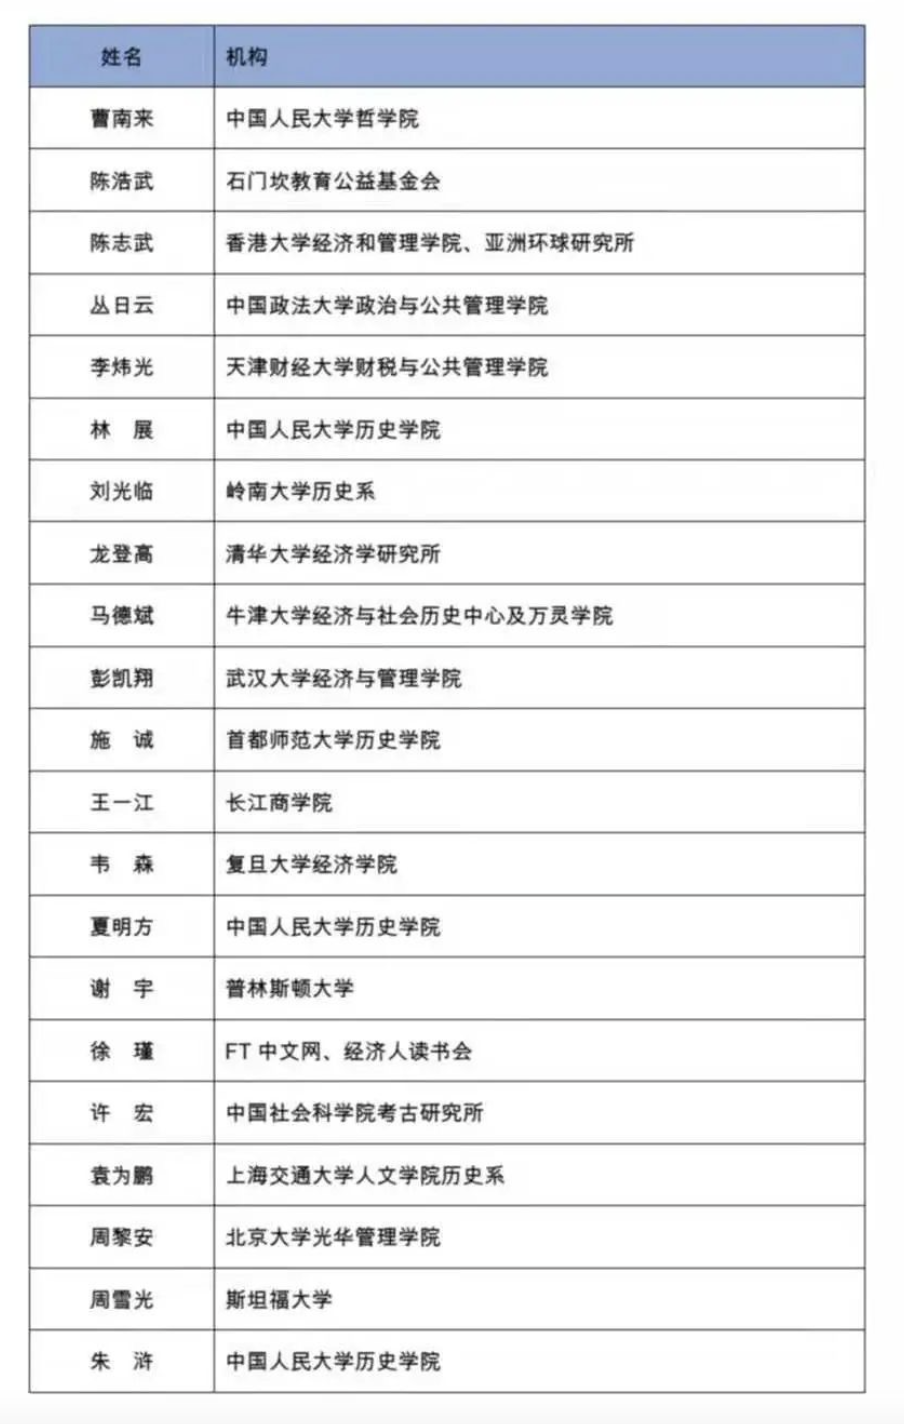 姓名 机构
曹南来 中国人民大学哲学院
陈浩武 石门坎教育公益基金会
陈志武 香港大学经济和管理学院、亚洲环球研究所
丛日云 中国政法大学政治与公共管理学院
李炜光 天津财经大学财税与公共管理学院
林 展 中国人民大学历史学院
刘光临 岭南大学历史系
龙登高 清华大学经济学研究所
马德斌 牛津大学经济与社会历史中心及万灵学院
彭凯翔 武汉大学经济与管理学院
施 诚 首都师范大学历史学院
王一江 长江商学院
韦 森 复旦大学经济学院
夏明方 中国人民大学历史学院
谢 宇 普林斯顿大学
徐 瑾 FT 中文网、经济人读书会
许 宏 中国社会科学院考古研究所
袁为鹏 上海交通大学人文学院历史系
周黎安 北京大学光华管理学院
周雪光 斯坦福大学
朱 浒 中国人民大学历史学院